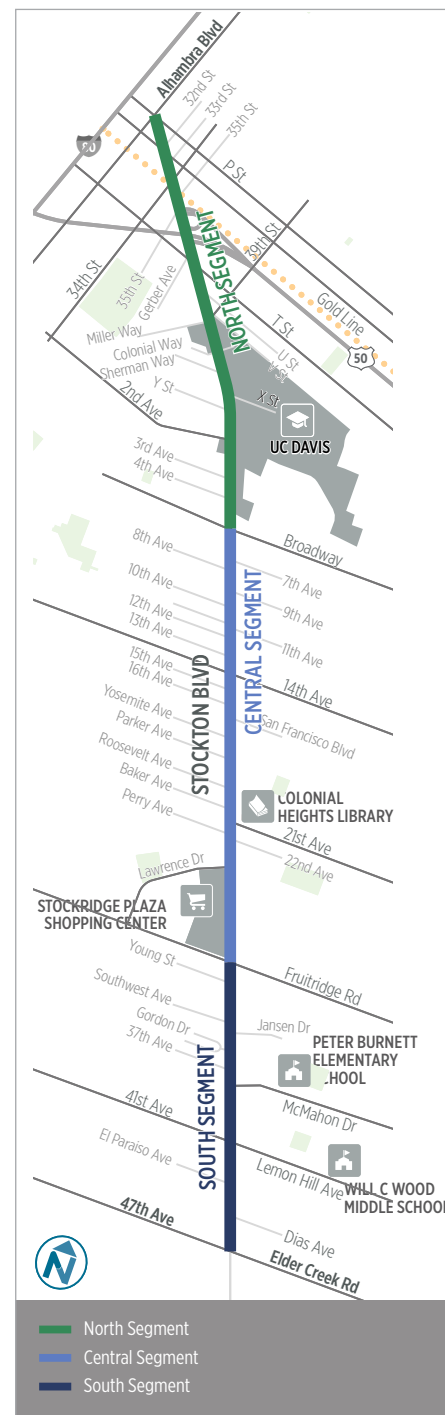 Alhambra Blvd
32nd St
33rd St
35th St
80
P St
39th St
34th St
35th St
Gerber Ave
NORTH SEGMENT
Gold Line
T St
50
Miller Way
Colonial Way
Sherman Way
U St
V St
2nd Ave
Y St
X St
UC DAVIS
3rd Ave
4th Ave
Broadway
8th Ave
7th Ave
10th Ave
9th Ave
12th Ave
13th Ave
11th Ave
CENTRAL SEGMENT
STOCKTON BLVD
15th Ave
16th Ave
14th Ave
Yosemite Ave
San Francisco Blvd
Parker Ave
Roosevelt Ave
Baker Ave
Perry Ave
COLONIAL
HEIGHTS LIBRARY
21st Ave
22nd Ave
Lawrence Dr
STOCKRIDGE PLAZA
SHOPPING CENTER
Young St
Fruitridge Rd
Southwest Ave
Gordon Dr
37th Ave
Jansen Dr
PETER BURNETT
ELEMENTARY
SCHOOL
SOUTH SEGMENT
41st Ave
McMahon Dr
El Paraiso Ave
Lemon Hill Ave
WILL C WOOD
MIDDLE SCHOOL
47th Ave
Dias Ave
Elder Creek Rd
N
North Segment
Central Segment
South Segment